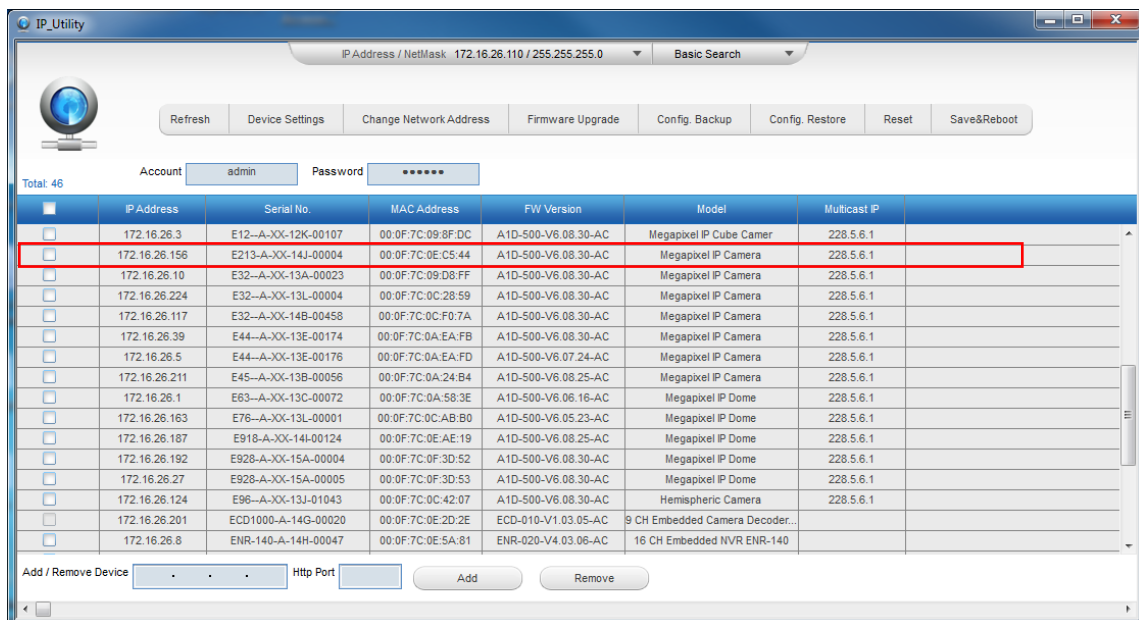 IP_Utility
IP Address / NetMask 172.16.26.110 / 255.255.255.0 Basic Search
Refresh Device Settings Change Network Address Firmware Upgrade Config. Backup Config. Restore Reset Save&Reboot
Account admin Password ••••••
Total: 46
IP Address Serial No. MAC Address FW Version Model Multicast IP
172.16.26.3 E12--A-XX-12K-00107 00:0F:7C:09:8F:DC A1D-500-V6.08.30-AC Megapixel IP Cube Camer 228.5.6.1
172.16.26.156 E213-A-XX-14J-00004 00:0F:7C:0E:C5:44 A1D-500-V6.08.30-AC Megapixel IP Camera 228.5.6.1
172.16.26.10 E32--A-XX-13A-00023 00:0F:7C:09:D8:FF A1D-500-V6.08.30-AC Megapixel IP Camera 228.5.6.1
172.16.26.224 E32--A-XX-13L-00004 00:0F:7C:0C:28:59 A1D-500-V6.08.30-AC Megapixel IP Camera 228.5.6.1
172.16.26.117 E32--A-XX-14B-00458 00:0F:7C:0C:F0:7A A1D-500-V6.08.30-AC Megapixel IP Camera 228.5.6.1
172.16.26.39 E44--A-XX-13E-00174 00:0F:7C:0A:EA:FB A1D-500-V6.08.30-AC Megapixel IP Camera 228.5.6.1
172.16.26.5 E44--A-XX-13E-00176 00:0F:7C:0A:EA:FD A1D-500-V6.07.24-AC Megapixel IP Camera 228.5.6.1
172.16.26.211 E45--A-XX-13B-00056 00:0F:7C:0A:24:B4 A1D-500-V6.08.25-AC Megapixel IP Camera 228.5.6.1
172.16.26.1 E63--A-XX-13C-00072 00:0F:7C:0A:58:3E A1D-500-V6.06.16-AC Megapixel IP Dome 228.5.6.1
172.16.26.163 E76--A-XX-13L-00001 00:0F:7C:0C:AB:B0 A1D-500-V6.05.23-AC Megapixel IP Dome 228.5.6.1
172.16.26.187 E918-A-XX-14I-00124 00:0F:7C:0E:AE:19 A1D-500-V6.08.25-AC Megapixel IP Dome 228.5.6.1
172.16.26.192 E928-A-XX-15A-00004 00:0F:7C:0F:3D:52 A1D-500-V6.08.30-AC Megapixel IP Dome 228.5.6.1
172.16.26.27 E928-A-XX-15A-00005 00:0F:7C:0F:3D:53 A1D-500-V6.08.30-AC Megapixel IP Dome 228.5.6.1
172.16.26.124 E96--A-XX-13J-01043 00:0F:7C:0C:42:07 A1D-500-V6.08.30-AC Hemispheric Camera 228.5.6.1
172.16.26.201 ECD1000-A-14G-00020 00:0F:7C:0E:2D:2E ECD-010-V1.03.05-AC 9 CH Embedded Camera Decoder...
172.16.26.8 ENR-140-A-14H-00047 00:0F:7C:0E:5A:81 ENR-020-V4.03.06-AC 16 CH Embedded NVR ENR-140
Add / Remove Device . . . Http Port Add Remove